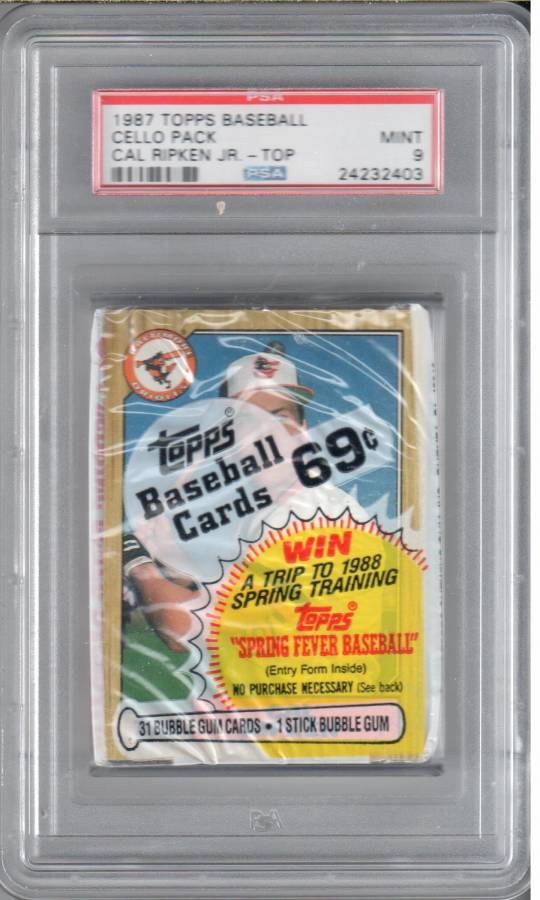 PSA
1987 TOPPS BASEBALL
CELLO PACK MINT
CAL RIPKEN JR. - TOP 9
PSA 24232403
ORIOLES
Topps®
Baseball 69¢
Cards
WIN
A TRIP TO 1988
SPRING TRAINING
Topps®
"SPRING FEVER BASEBALL"
(Entry Form Inside)
NO PURCHASE NECESSARY (See back)
31 BUBBLE GUM CARDS • 1 STICK BUBBLE GUM
PSA